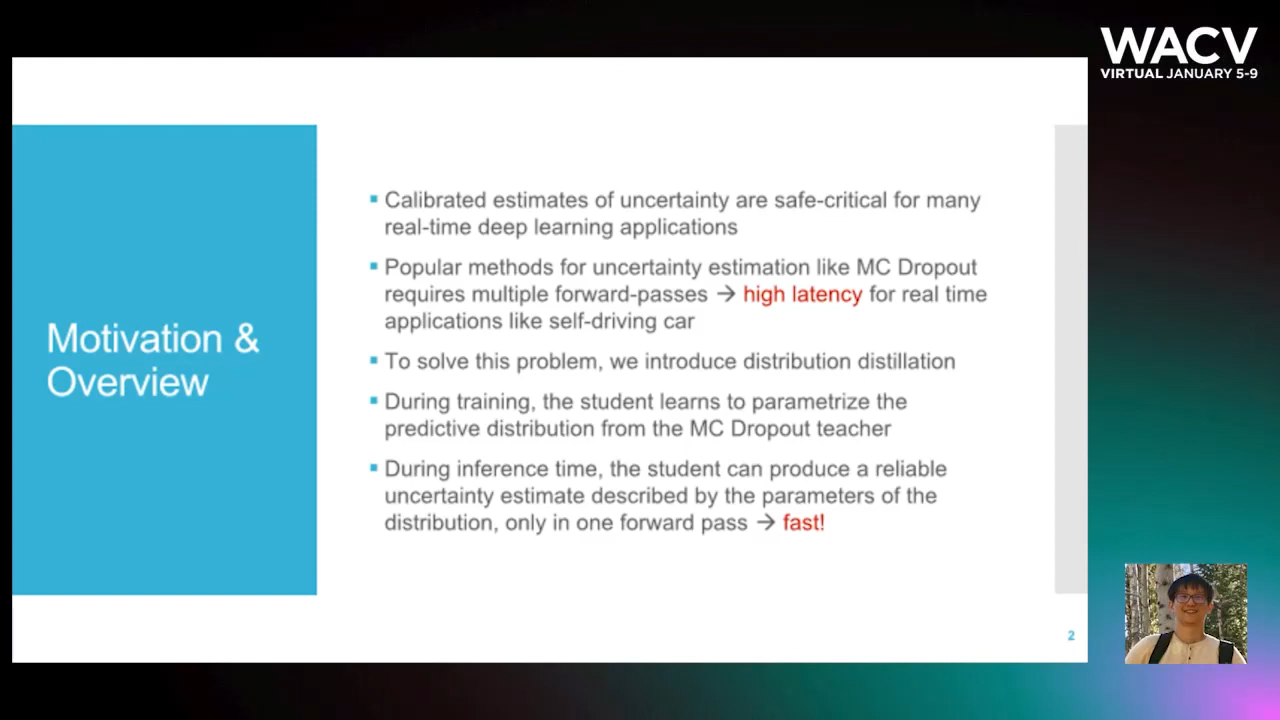 WACV
VIRTUAL JANUARY 5-9
Motivation &
Overview
▪ Calibrated estimates of uncertainty are safe-critical for many
real-time deep learning applications
▪ Popular methods for uncertainty estimation like MC Dropout
requires multiple forward-passes → high latency for real time
applications like self-driving car
▪ To solve this problem, we introduce distribution distillation
▪ During training, the student learns to parametrize the
predictive distribution from the MC Dropout teacher
▪ During inference time, the student can produce a reliable
uncertainty estimate described by the parameters of the
distribution, only in one forward pass → fast!
2